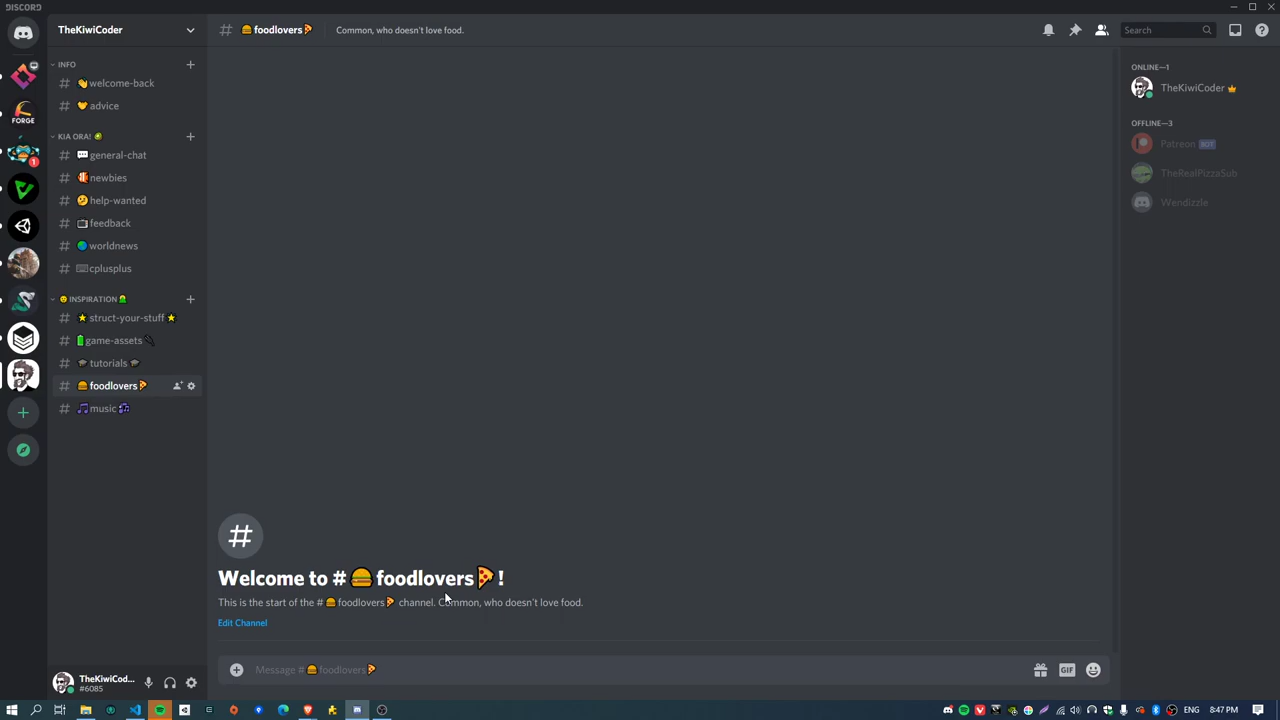 DISCORD
TheKiwiCoder
INFO
👋welcome-back
🤝advice
KIA ORA! 🥝
💬general-chat
🐠newbies
🤔help-wanted
📺feedback
🌏worldnews
⌨cplusplus
INSPIRATION
⭐struct-your-stuff⭐
🔋game-assets🔌
🎓tutorials🎓
🍔foodlovers🍕
🎵music🎶
TheKiwiCod...
#6085
FORGE
1
# 🍔foodlovers🍕 Common, who doesn't love food.
Search
Welcome to #🍔foodlovers🍕!
This is the start of the #🍔foodlovers🍕 channel. Common, who doesn't love food.
Edit Channel
Message #🍔foodlovers🍕
GIF
ONLINE—1
TheKiwiCoder
OFFLINE—3
Patreon BOT
TheRealPizzaSub
Wendizzle
ENG 8:47 PM